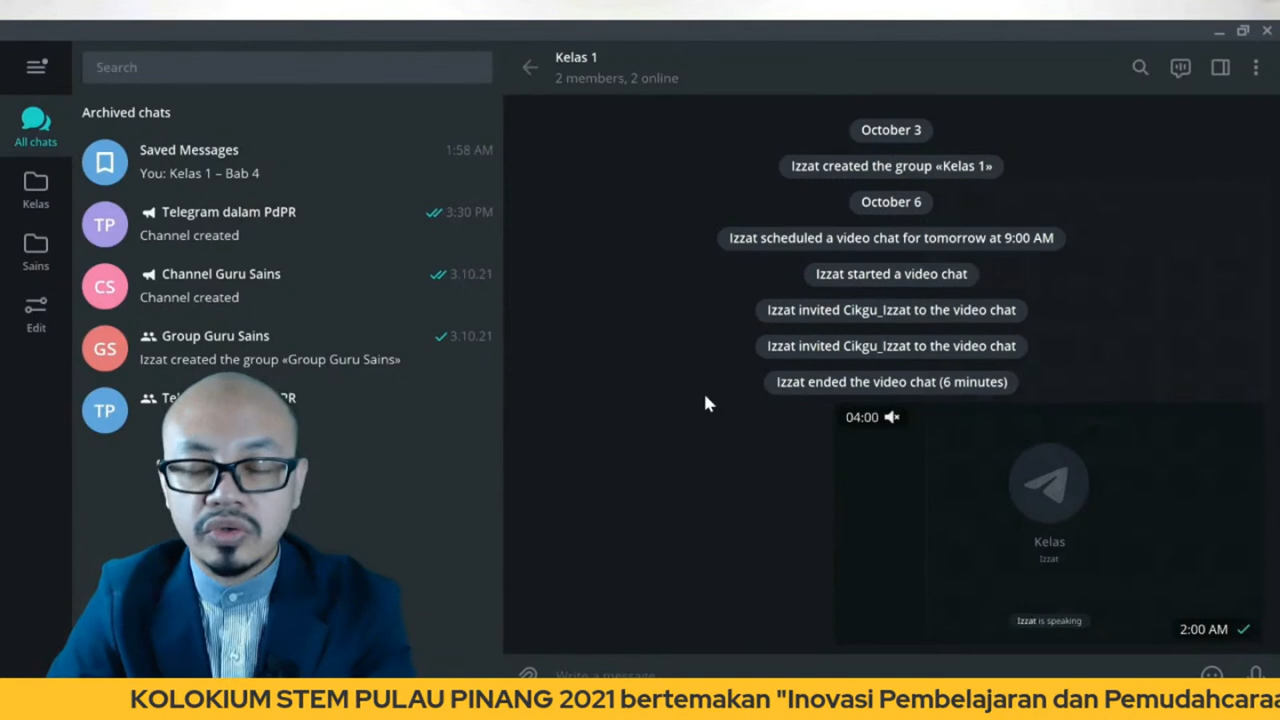 Search
Kelas 1
2 members, 2 online
All chats
Kelas
Sains
Edit
Archived chats
Saved Messages
1:58 AM
You: Kelas 1 – Bab 4
TP
Telegram dalam PdPR
3:30 PM
Channel created
CS
Channel Guru Sains
3.10.21
Channel created
GS
Group Guru Sains
3.10.21
Izzat created the group «Group Guru Sains»
TP
October 3
Izzat created the group «Kelas 1»
October 6
Izzat scheduled a video chat for tomorrow at 9:00 AM
Izzat started a video chat
Izzat invited Cikgu_Izzat to the video chat
Izzat invited Cikgu_Izzat to the video chat
Izzat ended the video chat (6 minutes)
04:00
Kelas
Izzat
Izzat is speaking
2:00 AM
Write a message...
KOLOKIUM STEM PULAU PINANG 2021 bertemakan "Inovasi Pembelajaran dan Pemudahcaraa